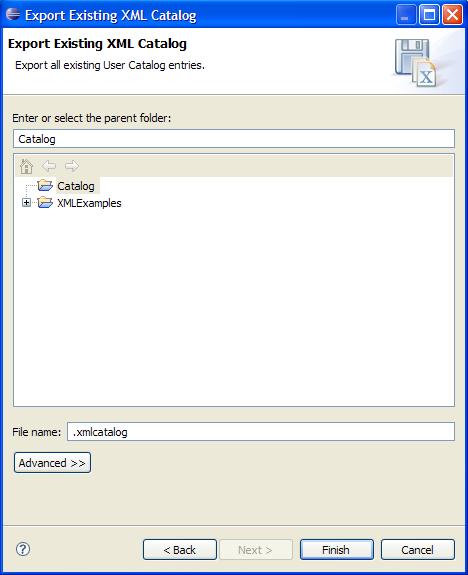 Export Existing XML Catalog
Export Existing XML Catalog
Export all existing User Catalog entries.
X
Enter or select the parent folder:
Catalog
Catalog
XMLExamples
File name: .xmlcatalog
Advanced >>
? < Back Next > Finish Cancel